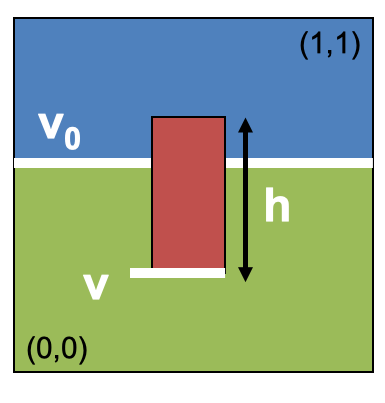 (1,1)
v0
h
v
(0,0)